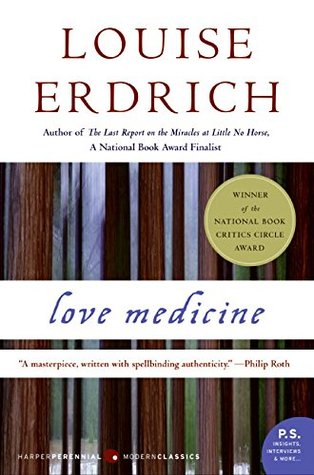 LOUISE
ERDRICH
Author of The Last Report on the Miracles at Little No Horse,
A National Book Award Finalist
WINNER
of the
NATIONAL BOOK
CRITICS CIRCLE
AWARD
love medicine
“A masterpiece, written with spellbinding authenticity.” —Philip Roth
HARPERPERENNIAL MODERNCLASSICS
P.S.
INSIGHTS,
INTERVIEWS
& MORE...